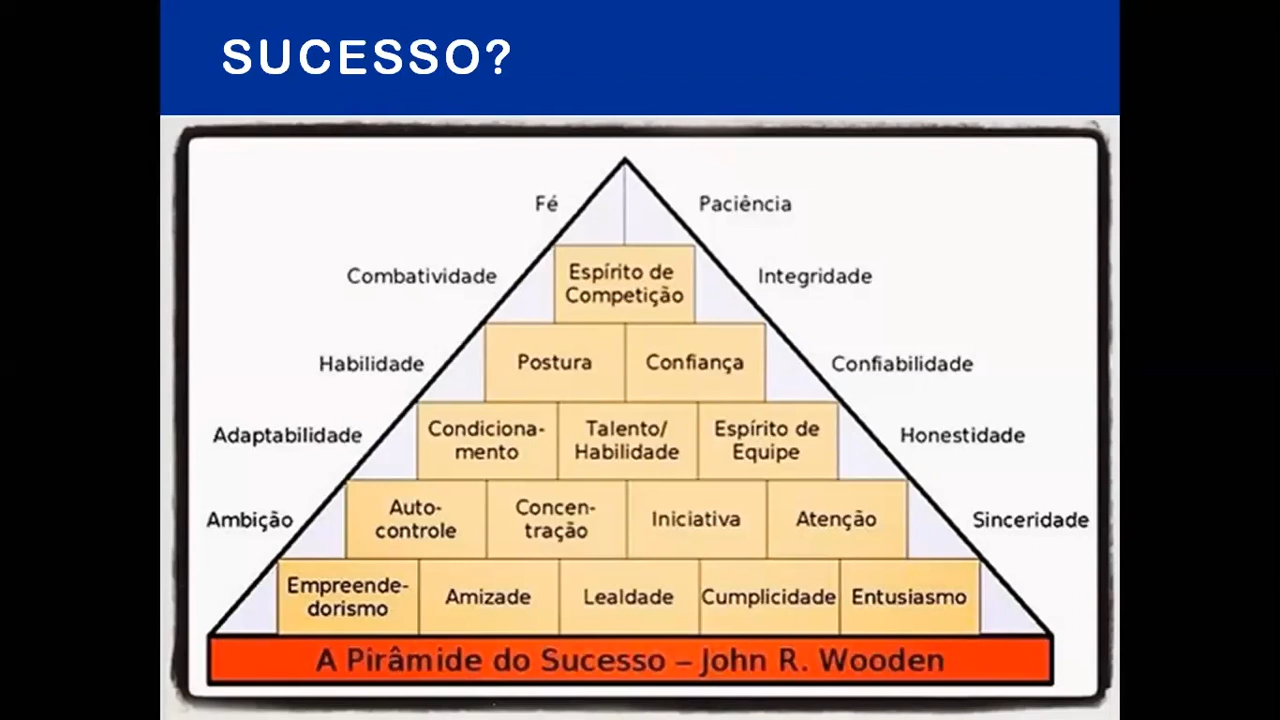 SUCESSO?
Fé
Paciência
Combatividade
Espírito de
Competição
Integridade
Habilidade
Postura
Confiança
Confiabilidade
Adaptabilidade
Condiciona-
mento
Talento/
Habilidade
Espírito de
Equipe
Honestidade
Ambição
Auto-
controle
Concen-
tração
Iniciativa
Atenção
Sinceridade
Empreende-
dorismo
Amizade
Lealdade
Cumplicidade
Entusiasmo
A Pirâmide do Sucesso – John R. Wooden